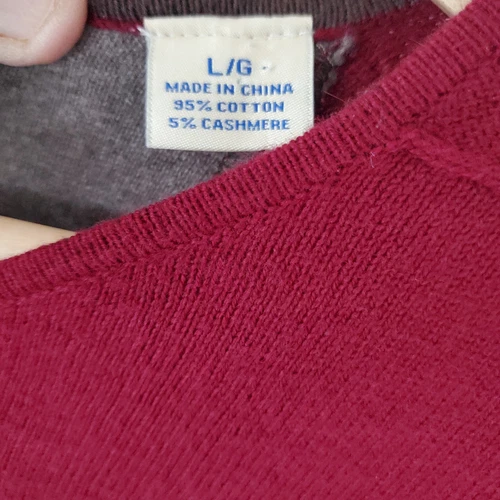 L/G
MADE IN CHINA
95% COTTON
5% CASHMERE